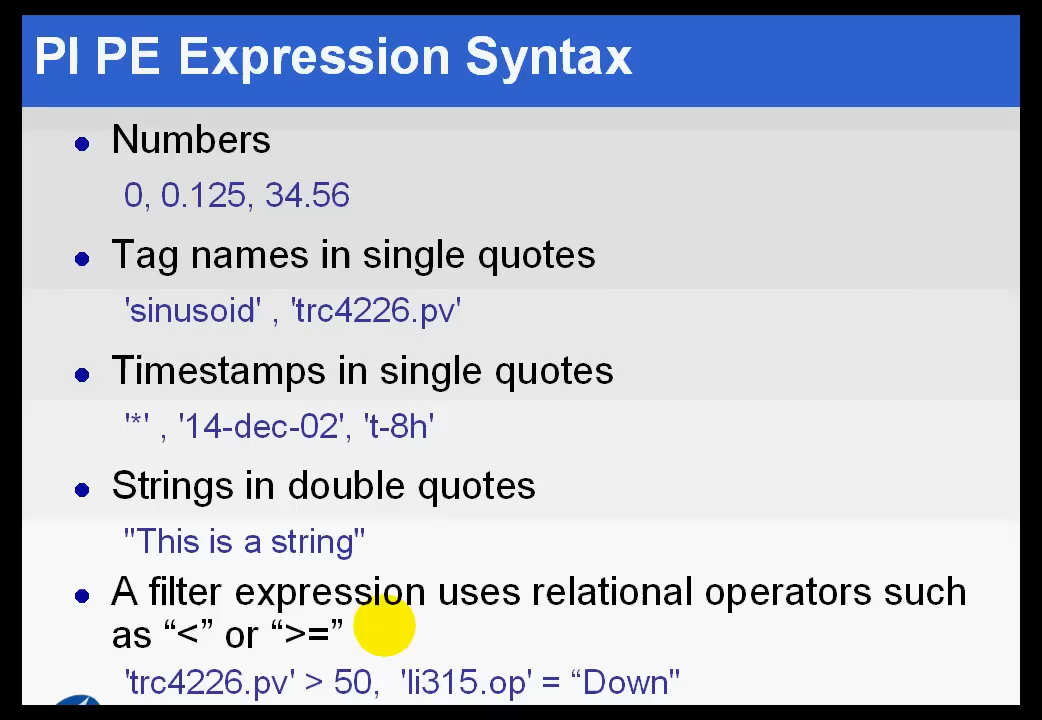 PI PE Expression Syntax
• Numbers
0, 0.125, 34.56
• Tag names in single quotes
'sinusoid' , 'trc4226.pv'
• Timestamps in single quotes
'*' , '14-dec-02', 't-8h'
• Strings in double quotes
"This is a string"
• A filter expression uses relational operators such
as “<” or “>=”
'trc4226.pv' > 50,  'li315.op' = “Down"